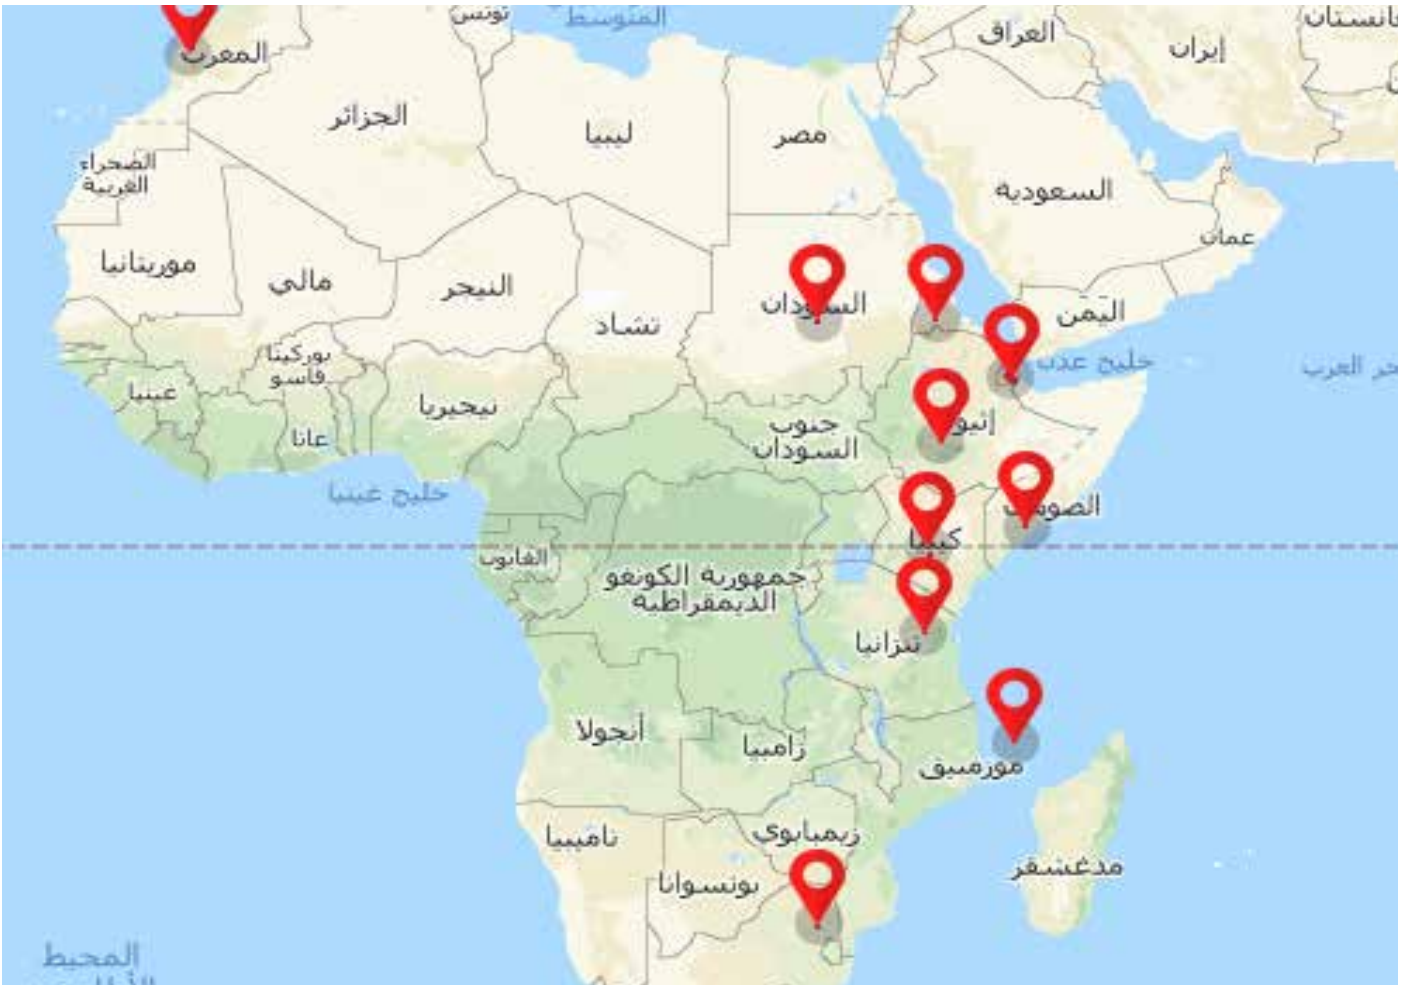 تونس
المتوسط
المغرب
العراق
إيران
الجزائر
ليبيا
مصر
الصحراء
الغربية
السعودية
عمان
موريتانيا
مالي
النيجر
تشاد
السودان
اليَمَن
خليج عدن
بوركينا
فاسو
غينيا
غانا
نيجيريا
جنوب
السودان
إثيو
خليج غينيا
كينيا
الغابون
جمهورية الكونغو
الديمقراطية
تنزانيا
أنجولا
زامبيا
موزمبيق
زيمبابوي
ناميبيا
بوتسوانا
مدغشقر
المحيط